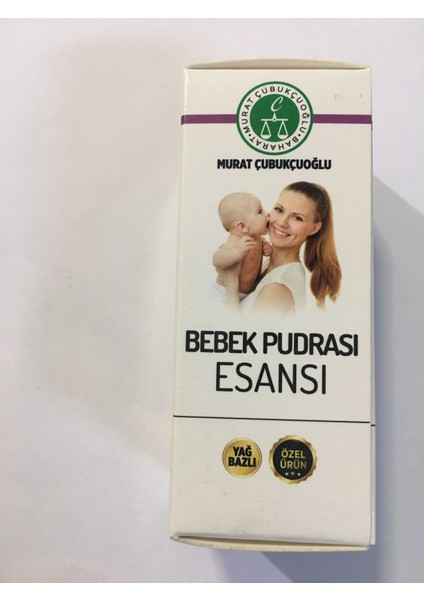 MURAT ÇUBUKÇUOĞLU
BAHARAT
MURAT ÇUBUKÇUOĞLU
BEBEK PUDRASI
ESANSI
YAĞ
BAZLI
ÖZEL
ÜRÜN